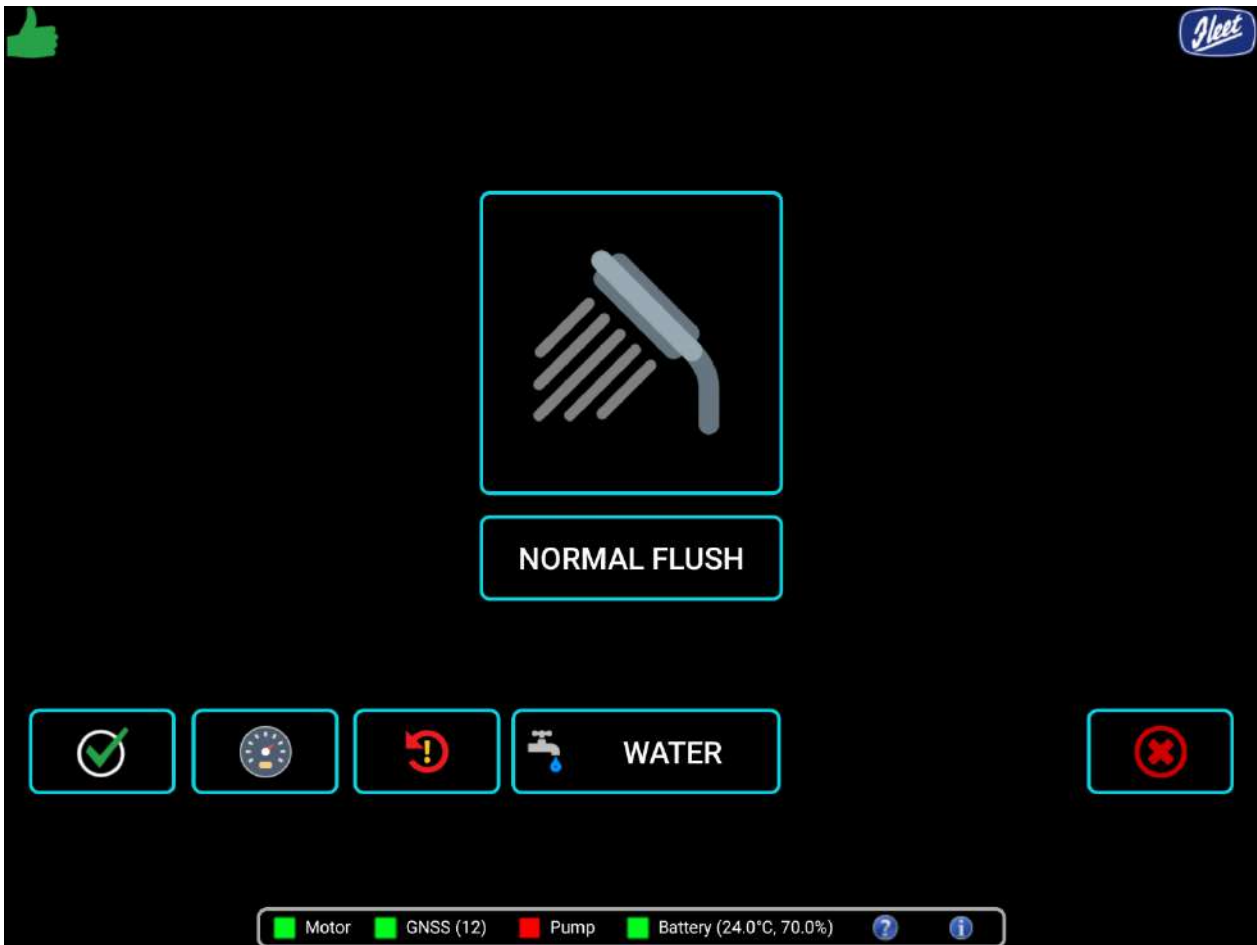 Fleet
NORMAL FLUSH
WATER
Motor GNSS (12) Pump Battery (24.0°C, 70.0%) ? i